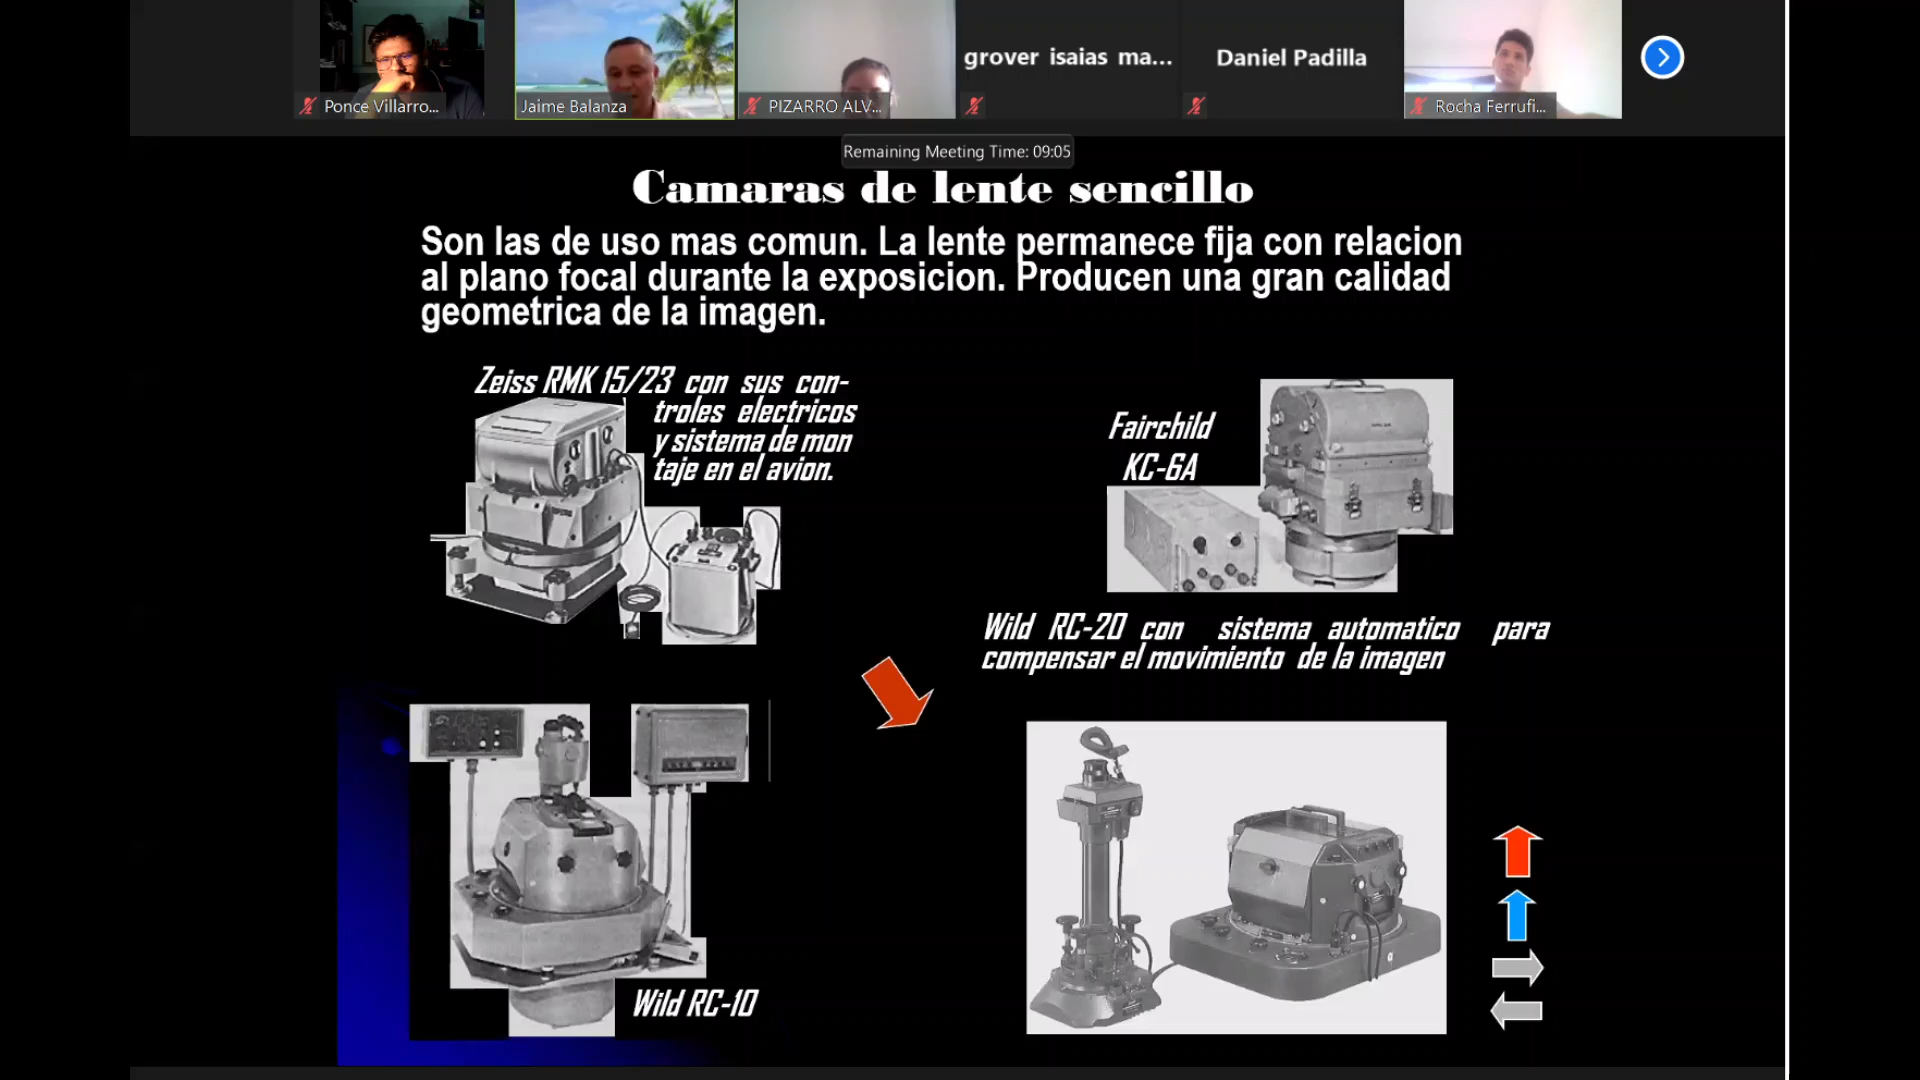 Ponce Villarro...
Jaime Balanza
PIZARRO ALV...
grover isaias ma...
Daniel Padilla
Rocha Ferrufi...
Remaining Meeting Time: 09:05
Camaras de lente sencillo
Son las de uso mas comun. La lente permanece fija con relacion
al plano focal durante la exposicion. Producen una gran calidad
geometrica de la imagen.
Zeiss RMK 15/23 con sus con-
troles electricos
y sistema de mon
taje en el avion.
Fairchild
KC-6A
Wild RC-20 con sistema automatico para
compensar el movimiento de la imagen
Wild RC-10